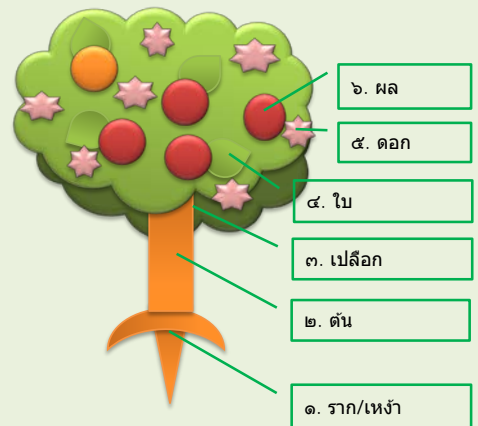 ๖. ผล
๕. ดอก
๔. ใบ
๓. เปลือก
๒. ต้น
๑. ราก/เหง้า